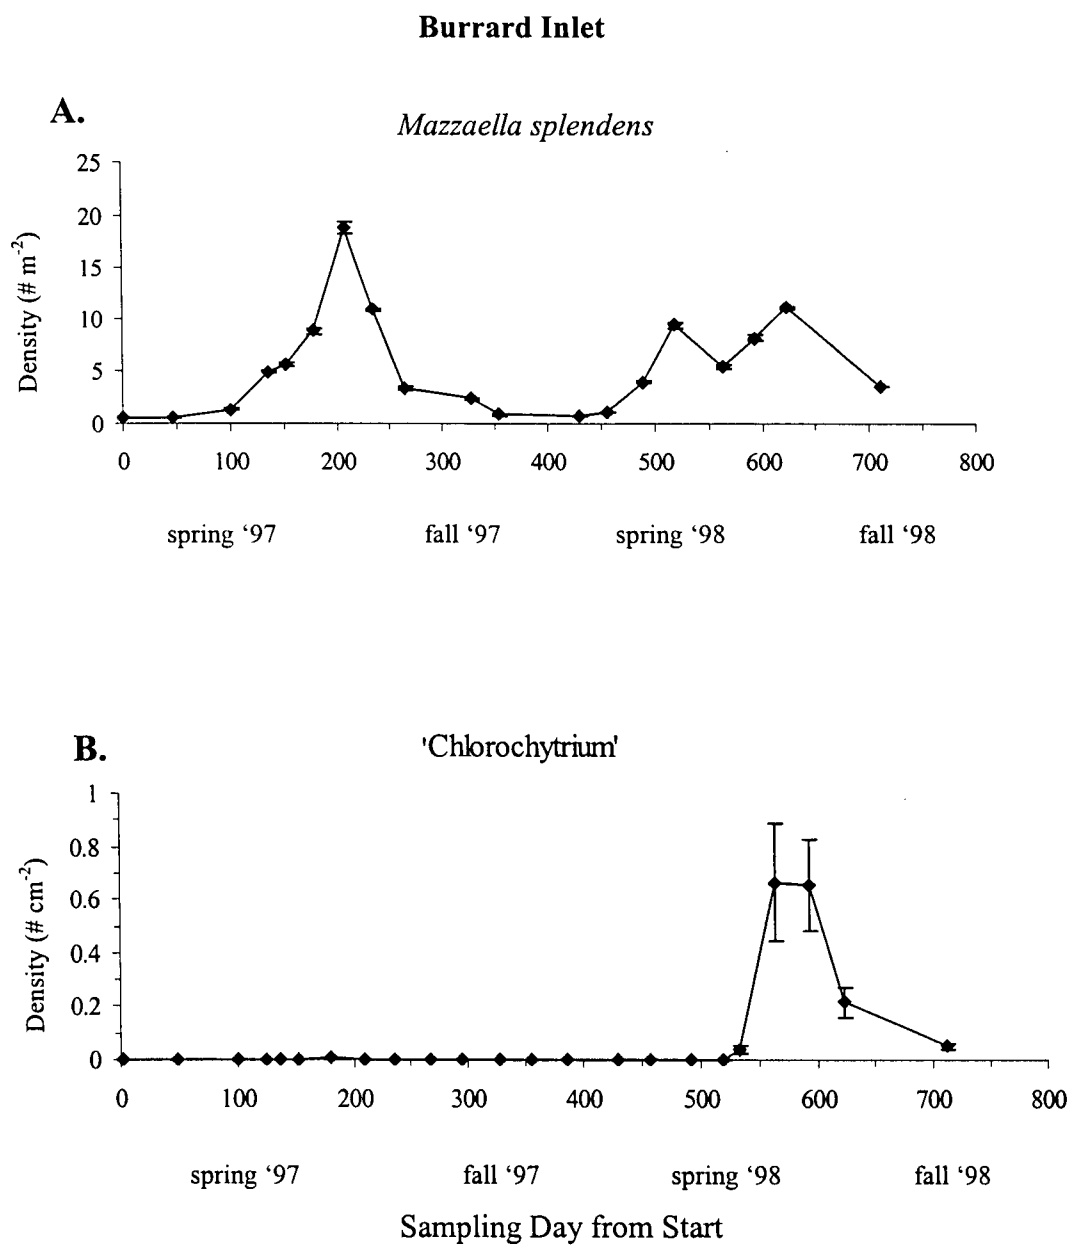 Burrard Inlet
A.
Mazzaella splendens
25
20
15
10
5
0
Density (# m⁻²)
0 100 200 300 400 500 600 700 800
spring ‘97 fall ‘97 spring ‘98 fall ‘98
B.
'Chlorochytrium'
1
0.8
0.6
0.4
0.2
0
Density (# cm⁻²)
0 100 200 300 400 500 600 700 800
spring ‘97 fall ‘97 spring ‘98 fall ‘98
Sampling Day from Start